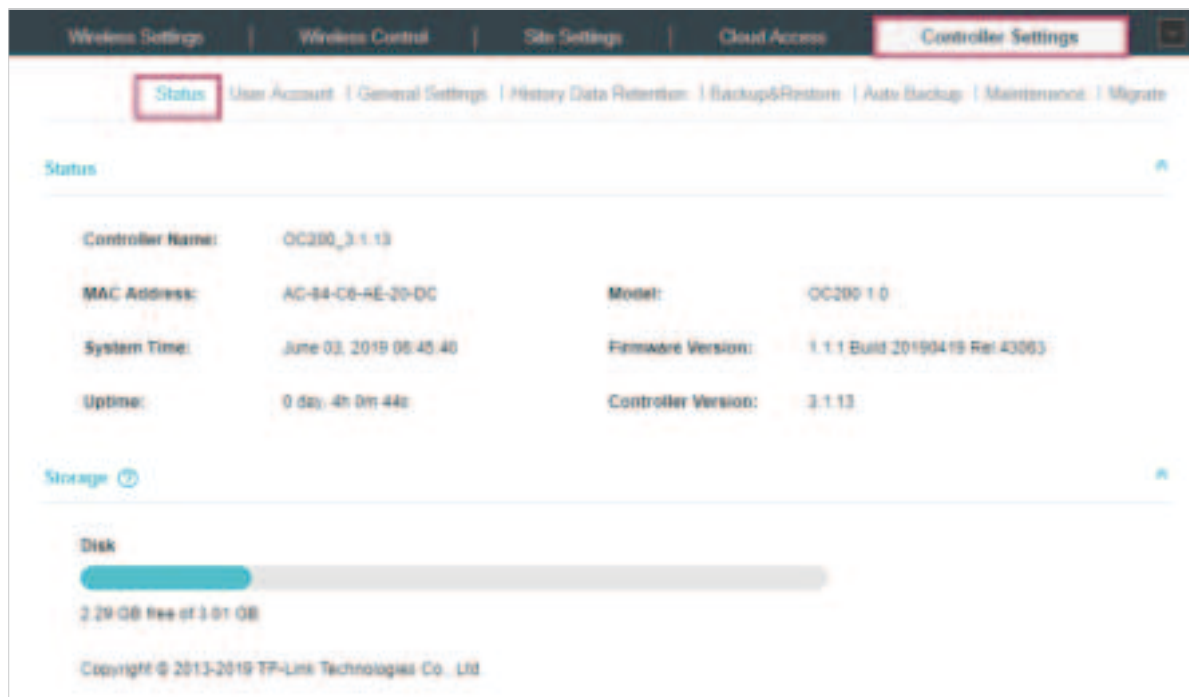 Wireless Settings | Wireless Control | Site Settings | Cloud Access Controller Settings
Status User Account | General Settings | History Data Retention | Backup&Restore | Auto Backup | Maintenance | Migrate
Status
Controller Name: OC200_3.1.13
MAC Address: AC-84-C6-AE-20-DC Model: OC200 1.0
System Time: June 03, 2019 06:45:40 Firmware Version: 1.1.1 Build 20190419 Rel.43063
Uptime: 0 day, 4h 0m 44s Controller Version: 3.1.13
Storage ?
Disk
2.29 GB free of 3.01 GB
Copyright © 2013-2019 TP-Link Technologies Co., Ltd